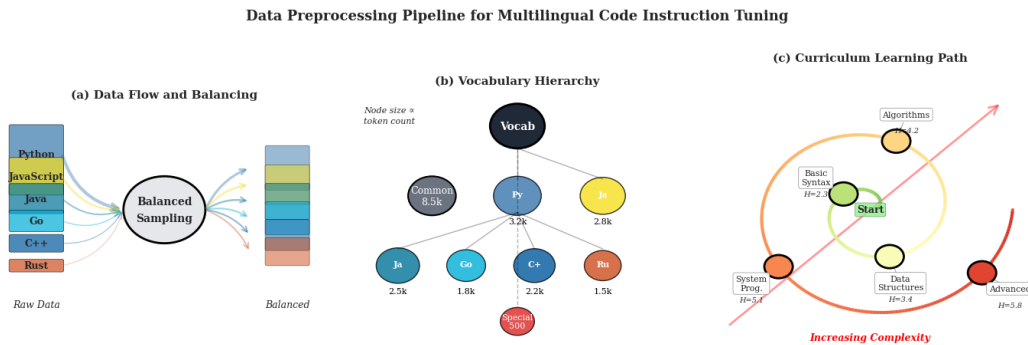 Data Preprocessing Pipeline for Multilingual Code Instruction Tuning
(a) Data Flow and Balancing
Python
JavaScript
Java
Go
C++
Rust
Balanced
Sampling
Raw Data
Balanced
(b) Vocabulary Hierarchy
Node size ∝
token count
Vocab
Common
8.5k
Py
3.2k
Ja
2.8k
Ja
2.5k
Go
1.8k
C+
2.2k
Ru
1.5k
Special
500
(c) Curriculum Learning Path
Algorithms
H=4.2
Basic
Syntax
H=2.3
Start
System
Prog.
H=5.1
Data
Structures
H=3.4
Advanced
H=5.8
Increasing Complexity